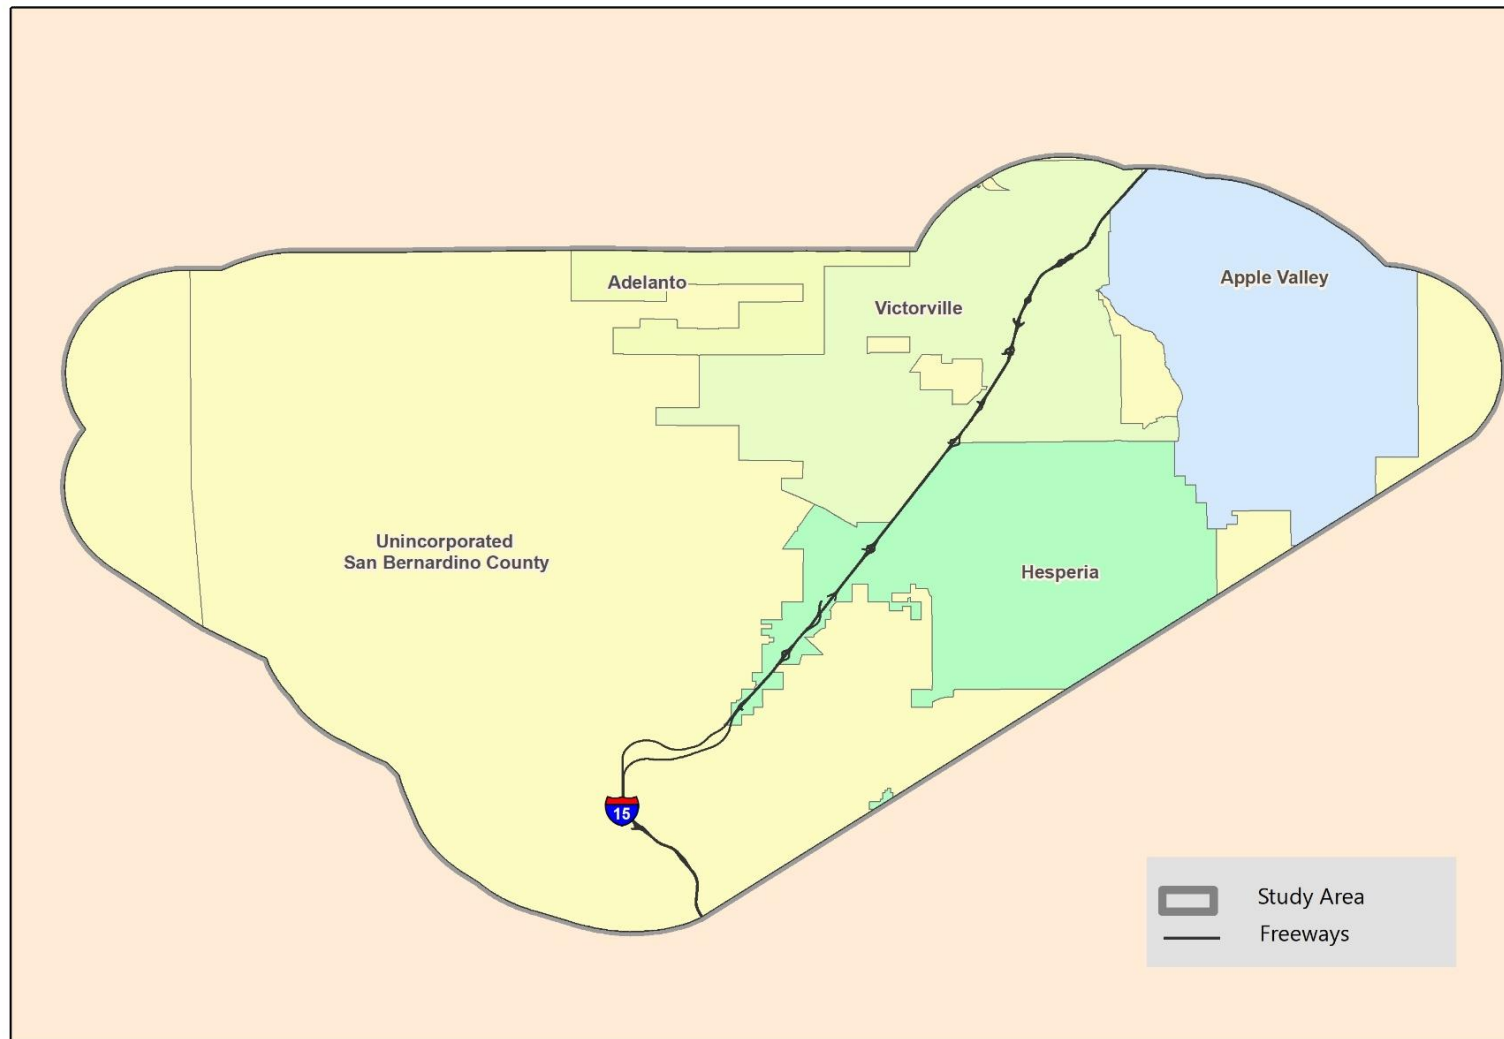 Adelanto
Apple Valley
Victorville
Unincorporated
San Bernardino County
Hesperia
15
Study Area
Freeways